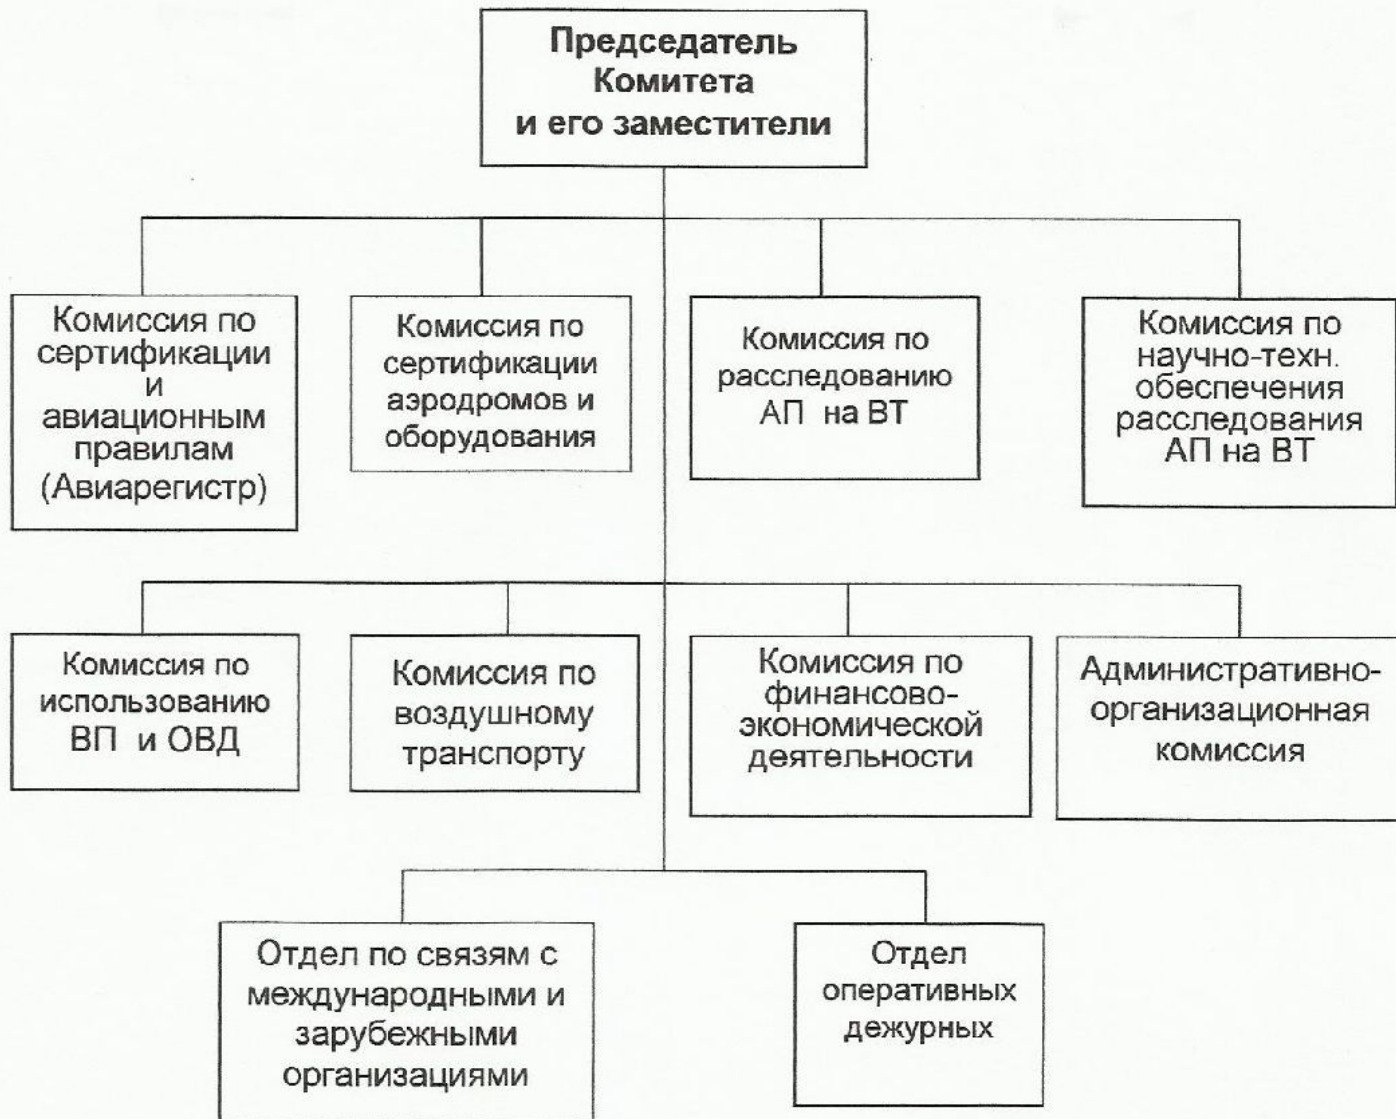 Председатель
Комитета
и его заместители
Комиссия по
сертификации
и
авиационным
правилам
(Авиарегистр)
Комиссия по
сертификации
аэродромов и
оборудования
Комиссия по
расследованию
АП на ВТ
Комиссия по
научно-техн.
обеспечения
расследования
АП на ВТ
Комиссия по
использованию
ВП и ОВД
Комиссия по
воздушному
транспорту
Комиссия по
финансово-
экономической
деятельности
Административно-
организационная
комиссия
Отдел по связям с
международными и
зарубежными
организациями
Отдел
оперативных
дежурных